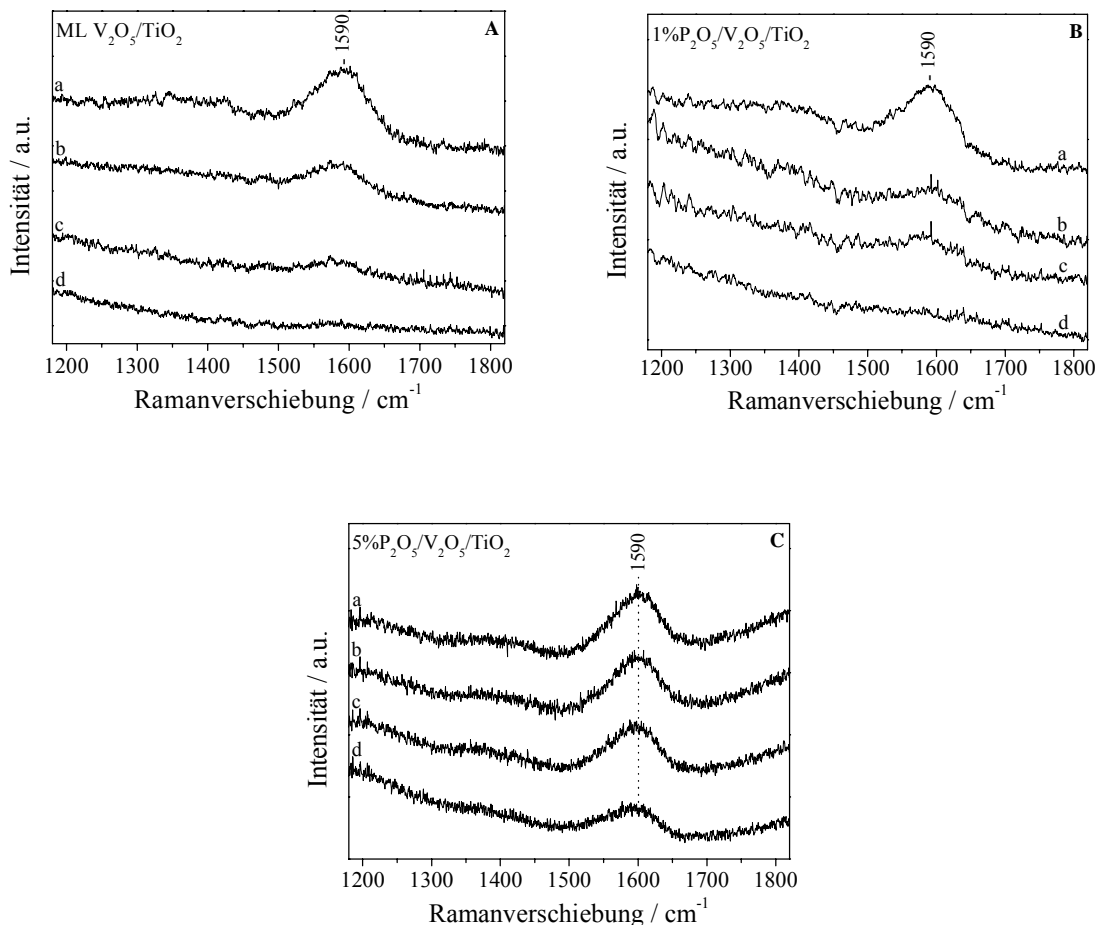 ML V₂O₅/TiO₂
A
1590
a
b
c
d
Intensität / a.u.
1200 1300 1400 1500 1600 1700 1800
Ramanverschiebung / cm⁻¹
1%P₂O₅/V₂O₅/TiO₂
B
1590
a
b
c
d
Intensität / a.u.
1200 1300 1400 1500 1600 1700 1800
Ramanverschiebung / cm⁻¹
5%P₂O₅/V₂O₅/TiO₂
C
1590
a
b
c
d
Intensität / a.u.
1200 1300 1400 1500 1600 1700 1800
Ramanverschiebung / cm⁻¹